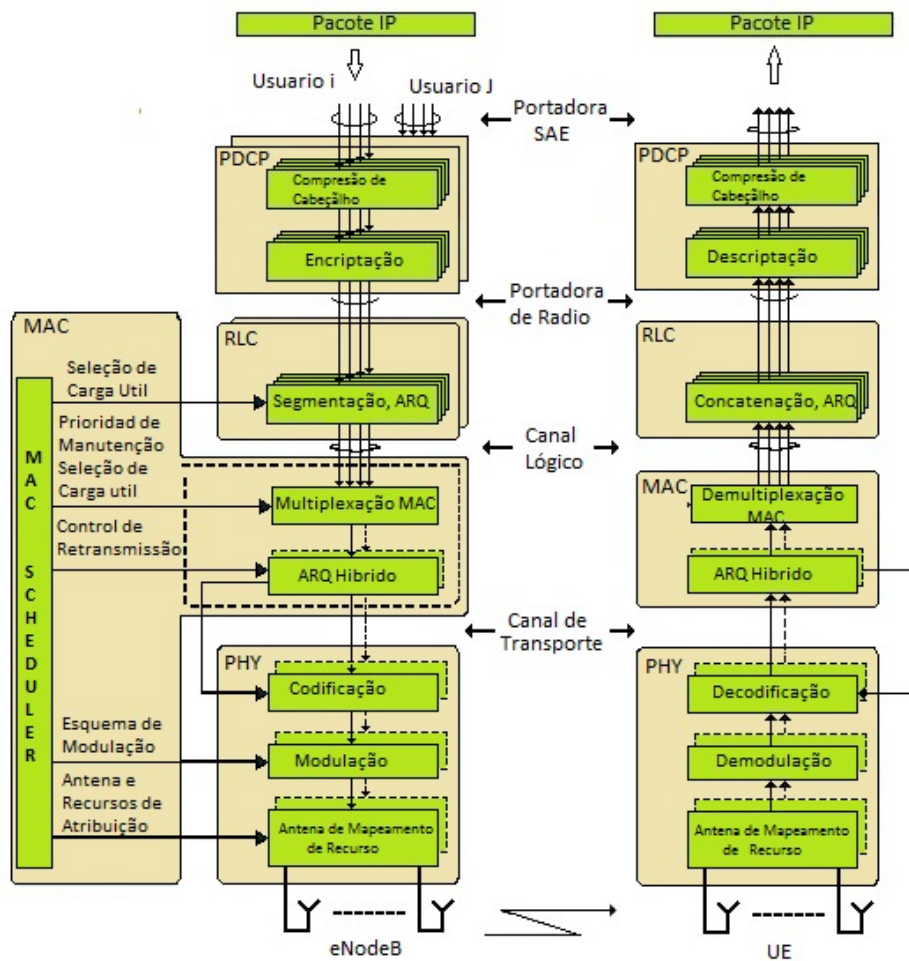 Pacote IP
Pacote IP
Usuario i
Usuario J
Portadora
SAE
PDCP
Compresão de
Cabeçãlho
Encriptação
PDCP
Compresão de
Cabeçãlho
Descriptação
Portadora
de Radio
MAC
RLC
Segmentação, ARQ
RLC
Concatenação, ARQ
Seleção de
Carga Util
Prioridad de
Manutenção
Seleção de
Carga util
Control de
Retransmissão
Canal
Lógico
MAC SCHEDULER
Multiplexação MAC
ARQ Hibrido
MAC
Demultiplexação
MAC
ARQ Hibrido
Canal de
Transporte
PHY
Codificação
Modulação
Antena de Mapeamento
de Recurso
PHY
Decodificação
Demodulação
Antena de Mapeamento
de Recurso
Esquema de
Modulação
Antena e
Recursos de
Atribuição
eNodeB
UE